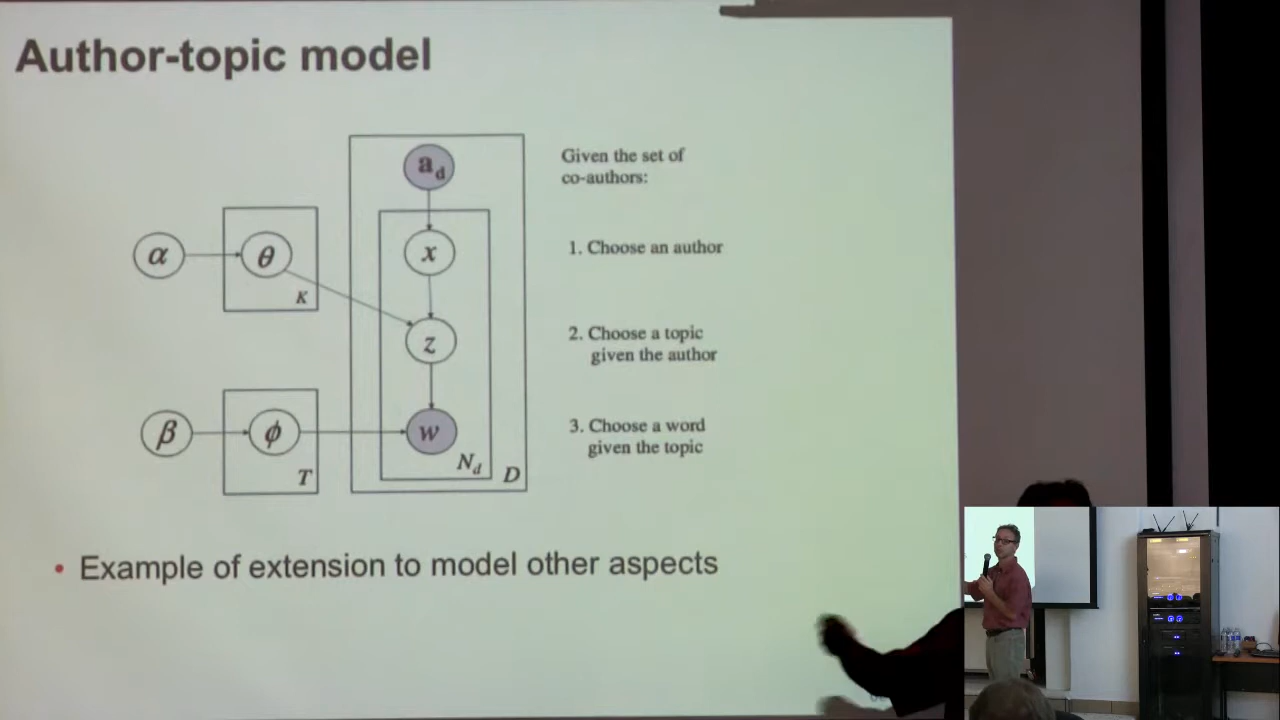 Author-topic model
a_d
Given the set of
co-authors:
α
θ
K
x
1. Choose an author
z
2. Choose a topic
given the author
β
ϕ
T
w
N_d
D
3. Choose a word
given the topic
• Example of extension to model other aspects